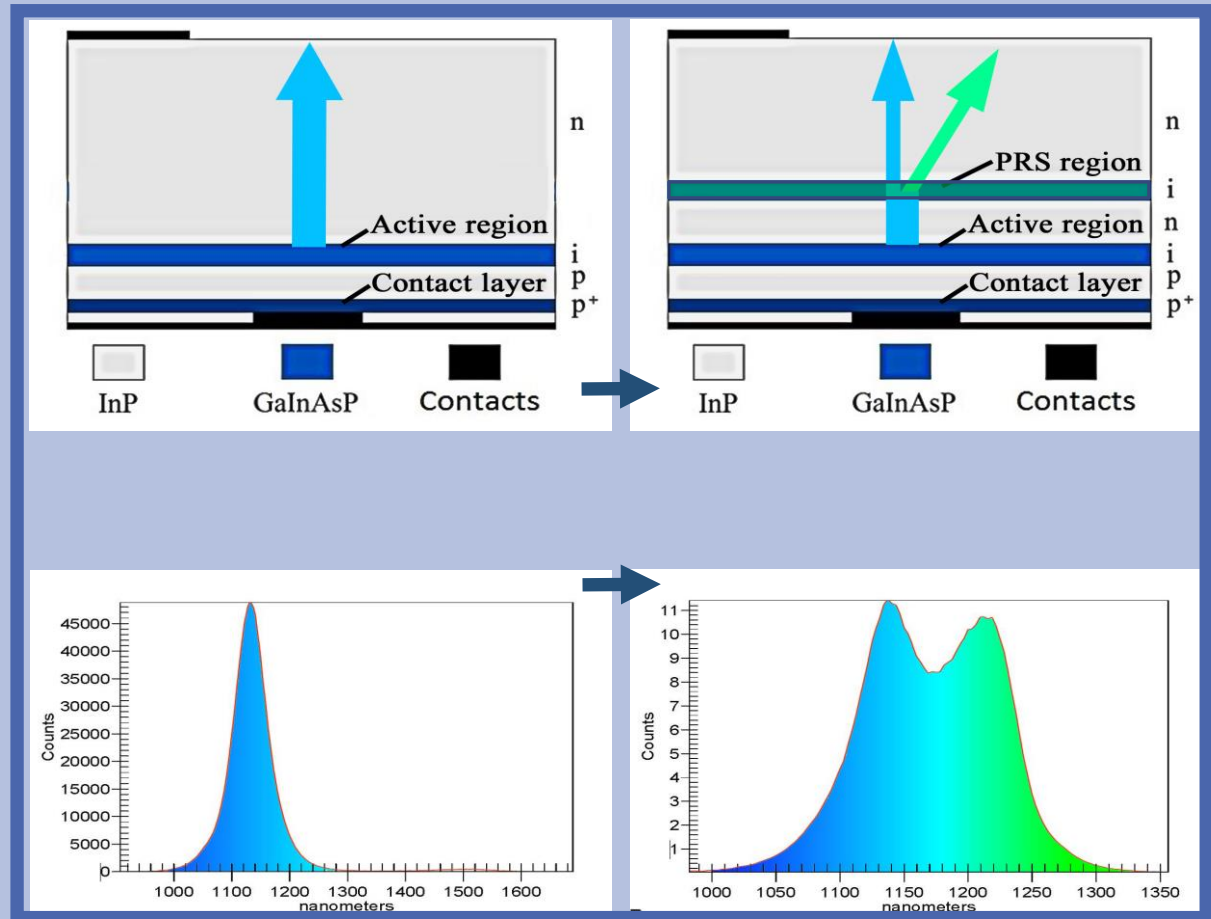 n
Active region
i
p
Contact layer
p+
InP
GaInAsP
Contacts
n
PRS region
i
n
Active region
i
p
Contact layer
p+
InP
GaInAsP
Contacts
45000
40000
35000
30000
25000
20000
15000
10000
5000
0
Counts
1000 1100 1200 1300 1400 1500 1600
nanometers
11
10
9
8
7
6
5
4
3
2
1
Counts
1000 1050 1100 1150 1200 1250 1300 1350
nanometers